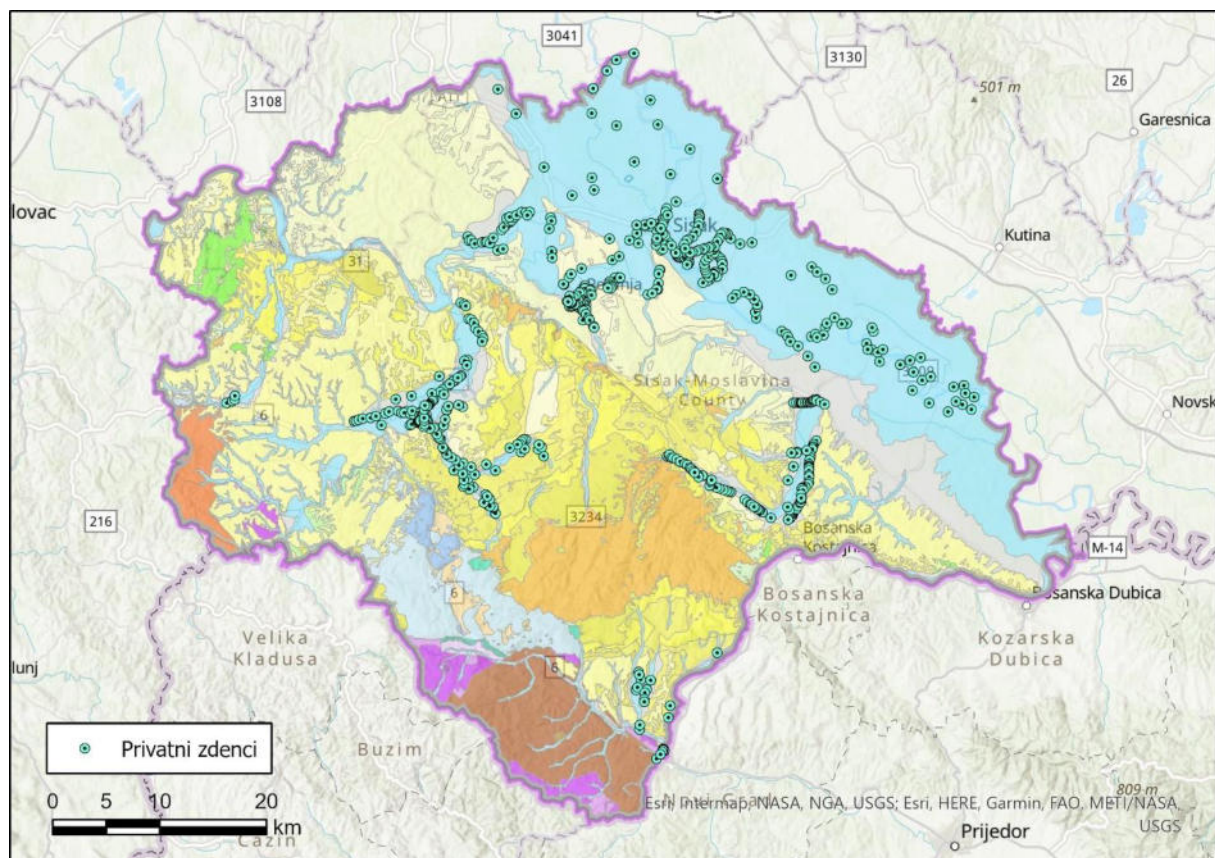 3041
3130
26
501 m
3108
Garesnica
lovac
Sisak
Kutina
31
Sisak-Moslavina
County
Novsk
6
216
3234
Bosanska
Kostajnica
M-14
6
Bosanska
Kostajnica
Bosanska Dubica
Velika
Kladusa
Kozarska
Dubica
lunj
6
Privatni zdenci
Buzim
809 m
0 5 10 20
km
Esri, Intermap, NASA, NGA, USGS; Esri, HERE, Garmin, FAO, METI/NASA,
USGS
Cazin
Prijedor